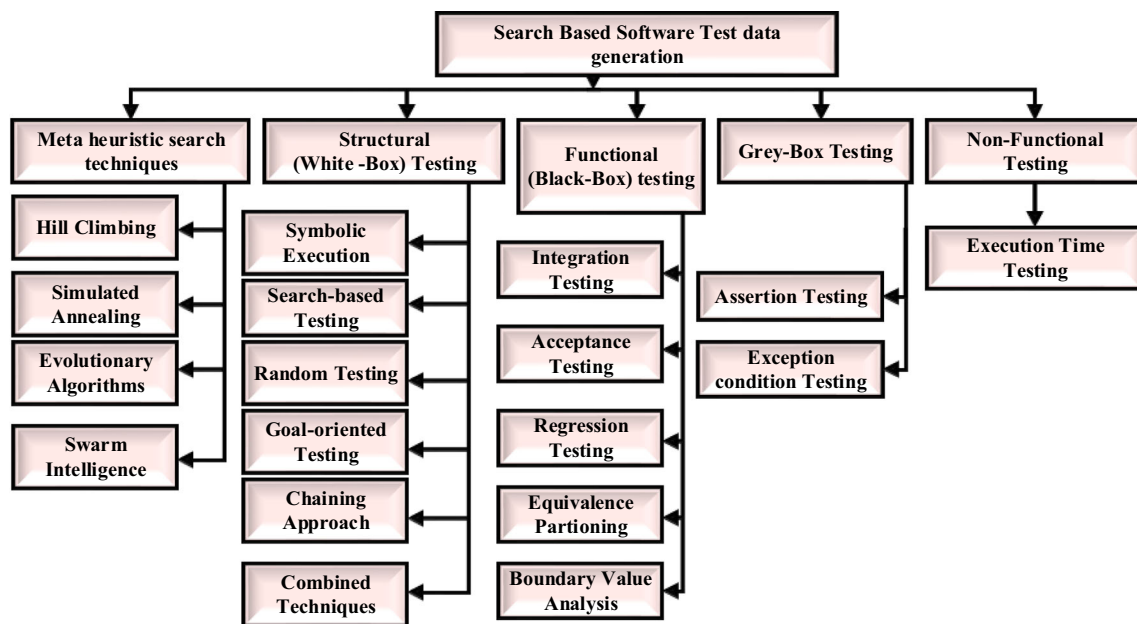 Search Based Software Test data
generation
Meta heuristic search
techniques
Structural
(White -Box) Testing
Functional
(Black-Box) testing
Grey-Box Testing
Non-Functional
Testing
Hill Climbing
Simulated
Annealing
Evolutionary
Algorithms
Swarm
Intelligence
Symbolic
Execution
Search-based
Testing
Random Testing
Goal-oriented
Testing
Chaining
Approach
Combined
Techniques
Integration
Testing
Acceptance
Testing
Regression
Testing
Equivalence
Partioning
Boundary Value
Analysis
Assertion Testing
Exception
condition Testing
Execution Time
Testing